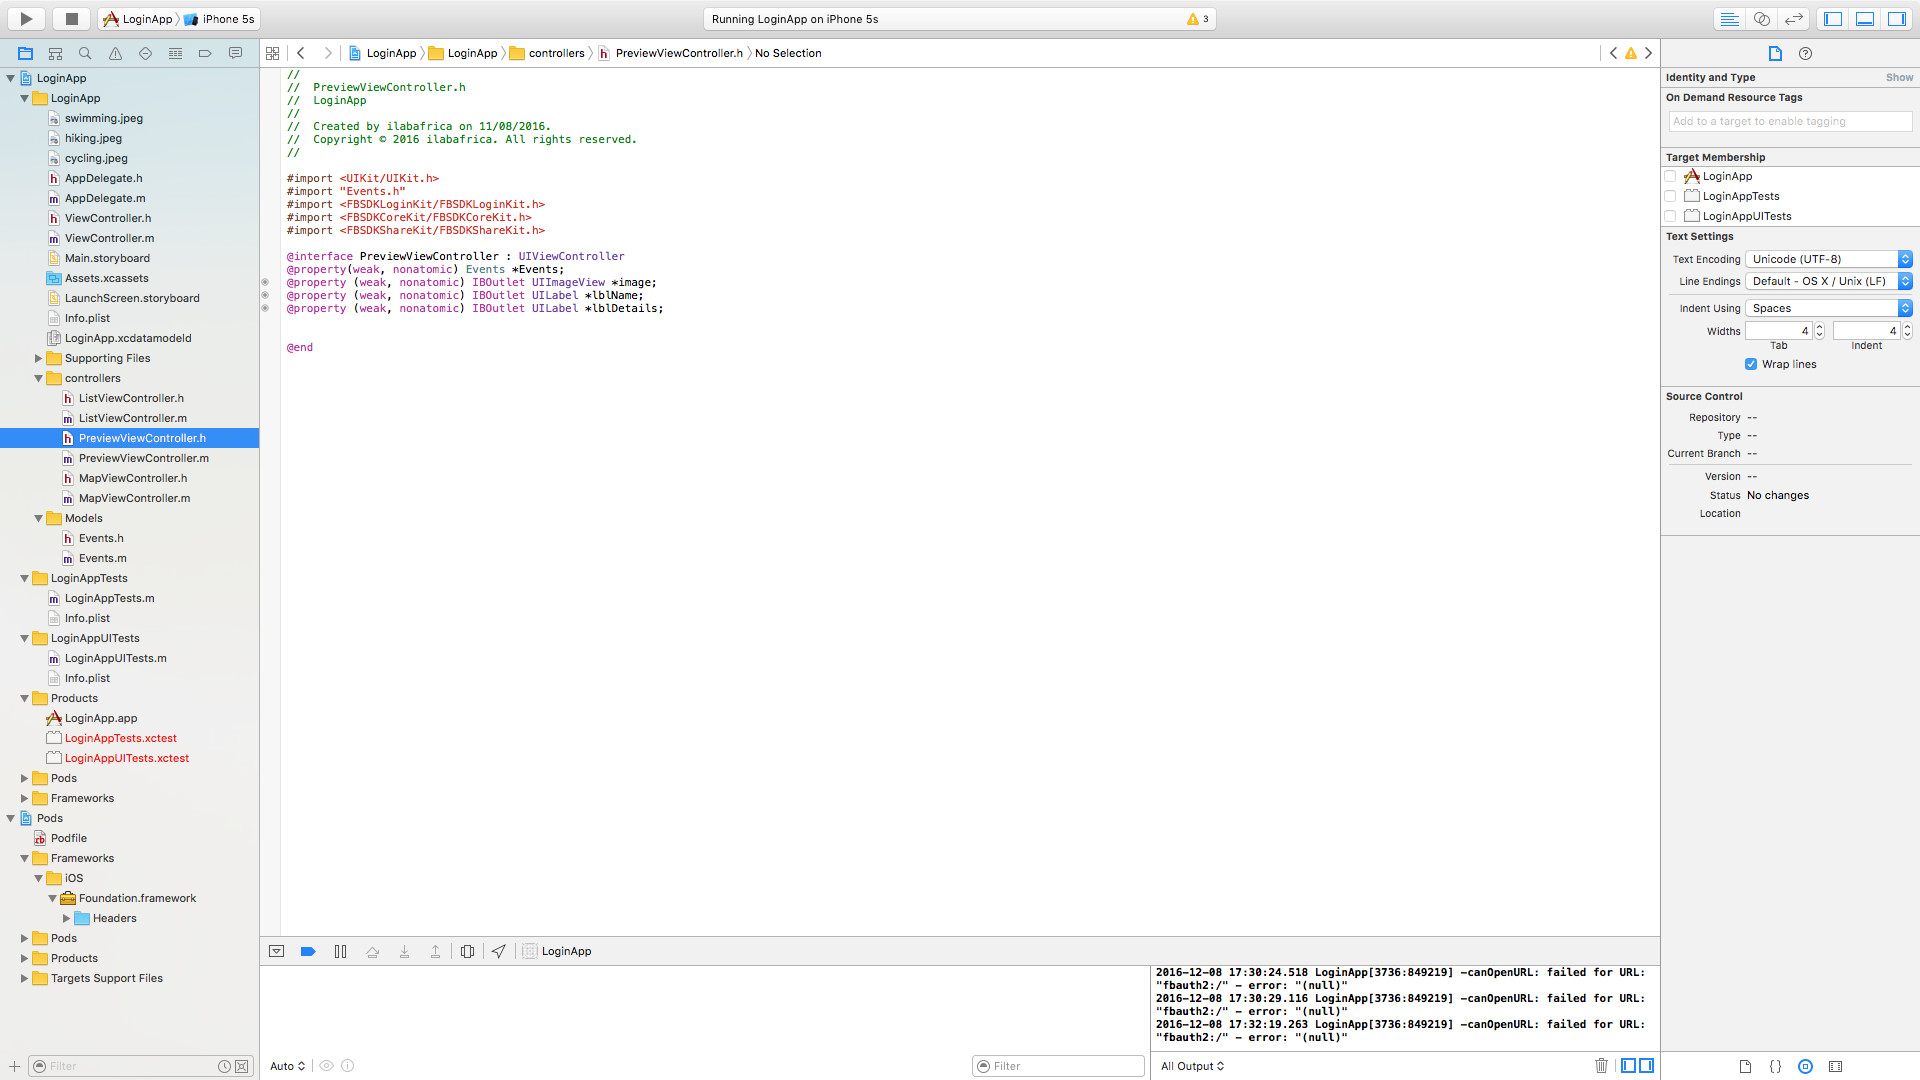 LoginApp iPhone 5s
Running LoginApp on iPhone 5s
3
LoginApp LoginApp controllers PreviewViewController.h No Selection
LoginApp
LoginApp
swimming.jpeg
hiking.jpeg
cycling.jpeg
AppDelegate.h
AppDelegate.m
ViewController.h
ViewController.m
Main.storyboard
Assets.xcassets
LaunchScreen.storyboard
Info.plist
LoginApp.xcdatamodeld
Supporting Files
controllers
ListViewController.h
ListViewController.m
PreviewViewController.h
PreviewViewController.m
MapViewController.h
MapViewController.m
Models
Events.h
Events.m
LoginAppTests
LoginAppTests.m
Info.plist
LoginAppUITests
LoginAppUITests.m
Info.plist
Products
LoginApp.app
LoginAppTests.xctest
LoginAppUITests.xctest
Pods
Frameworks
Pods
Podfile
Frameworks
iOS
Foundation.framework
Headers
Pods
Products
Targets Support Files
Filter
//
//  PreviewViewController.h
//  LoginApp
//
//  Created by ilabafrica on 11/08/2016.
//  Copyright © 2016 ilabafrica. All rights reserved.
//
#import <UIKit/UIKit.h>
#import "Events.h"
#import <FBSDKLoginKit/FBSDKLoginKit.h>
#import <FBSDKCoreKit/FBSDKCoreKit.h>
#import <FBSDKShareKit/FBSDKShareKit.h>
@interface PreviewViewController : UIViewController
@property(weak, nonatomic) Events *Events;
@property (weak, nonatomic) IBOutlet UIImageView *image;
@property (weak, nonatomic) IBOutlet UILabel *lblName;
@property (weak, nonatomic) IBOutlet UILabel *lblDetails;
@end
LoginApp
Auto
Filter
2016-12-08 17:30:24.518 LoginApp[3736:849219] -canOpenURL: failed for URL:
"fbauth2:/" - error: "(null)"
2016-12-08 17:30:29.116 LoginApp[3736:849219] -canOpenURL: failed for URL:
"fbauth2:/" - error: "(null)"
2016-12-08 17:32:19.263 LoginApp[3736:849219] -canOpenURL: failed for URL:
"fbauth2:/" - error: "(null)"
All Output
Identity and Type Show
On Demand Resource Tags
Add to a target to enable tagging
Target Membership
LoginApp
LoginAppTests
LoginAppUITests
Text Settings
Text Encoding Unicode (UTF-8)
Line Endings Default - OS X / Unix (LF)
Indent Using Spaces
Widths 4 4
Tab Indent
Wrap lines
Source Control
Repository --
Type --
Current Branch --
Version --
Status No changes
Location